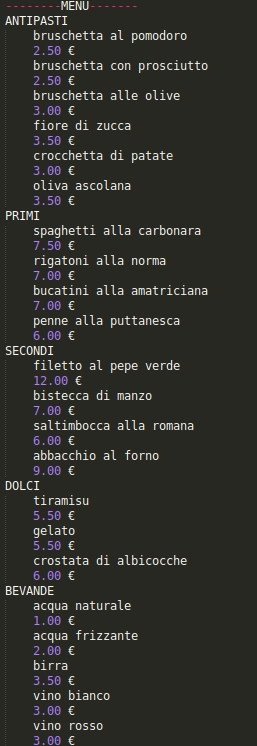 --------MENU-------
ANTIPASTI
bruschetta al pomodoro
2.50 €
bruschetta con prosciutto
2.50 €
bruschetta alle olive
3.00 €
fiore di zucca
3.50 €
crocchetta di patate
3.00 €
oliva ascolana
3.50 €
PRIMI
spaghetti alla carbonara
7.50 €
rigatoni alla norma
7.00 €
bucatini alla amatriciana
7.00 €
penne alla puttanesca
6.00 €
SECONDI
filetto al pepe verde
12.00 €
bistecca di manzo
7.00 €
saltimbocca alla romana
6.00 €
abbacchio al forno
9.00 €
DOLCI
tiramisu
5.50 €
gelato
5.50 €
crostata di albicocche
6.00 €
BEVANDE
acqua naturale
1.00 €
acqua frizzante
2.00 €
birra
3.50 €
vino bianco
3.00 €
vino rosso
3.00 €